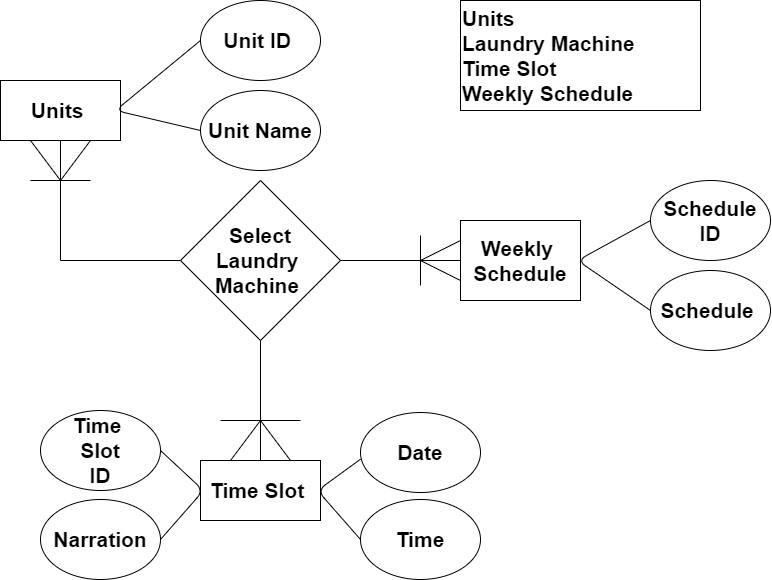 Unit ID
Units
Unit Name
Units
Laundry Machine
Time Slot
Weekly Schedule
Select
Laundry
Machine
Weekly
Schedule
Schedule
ID
Schedule
Time
Slot
ID
Narration
Time Slot
Date
Time